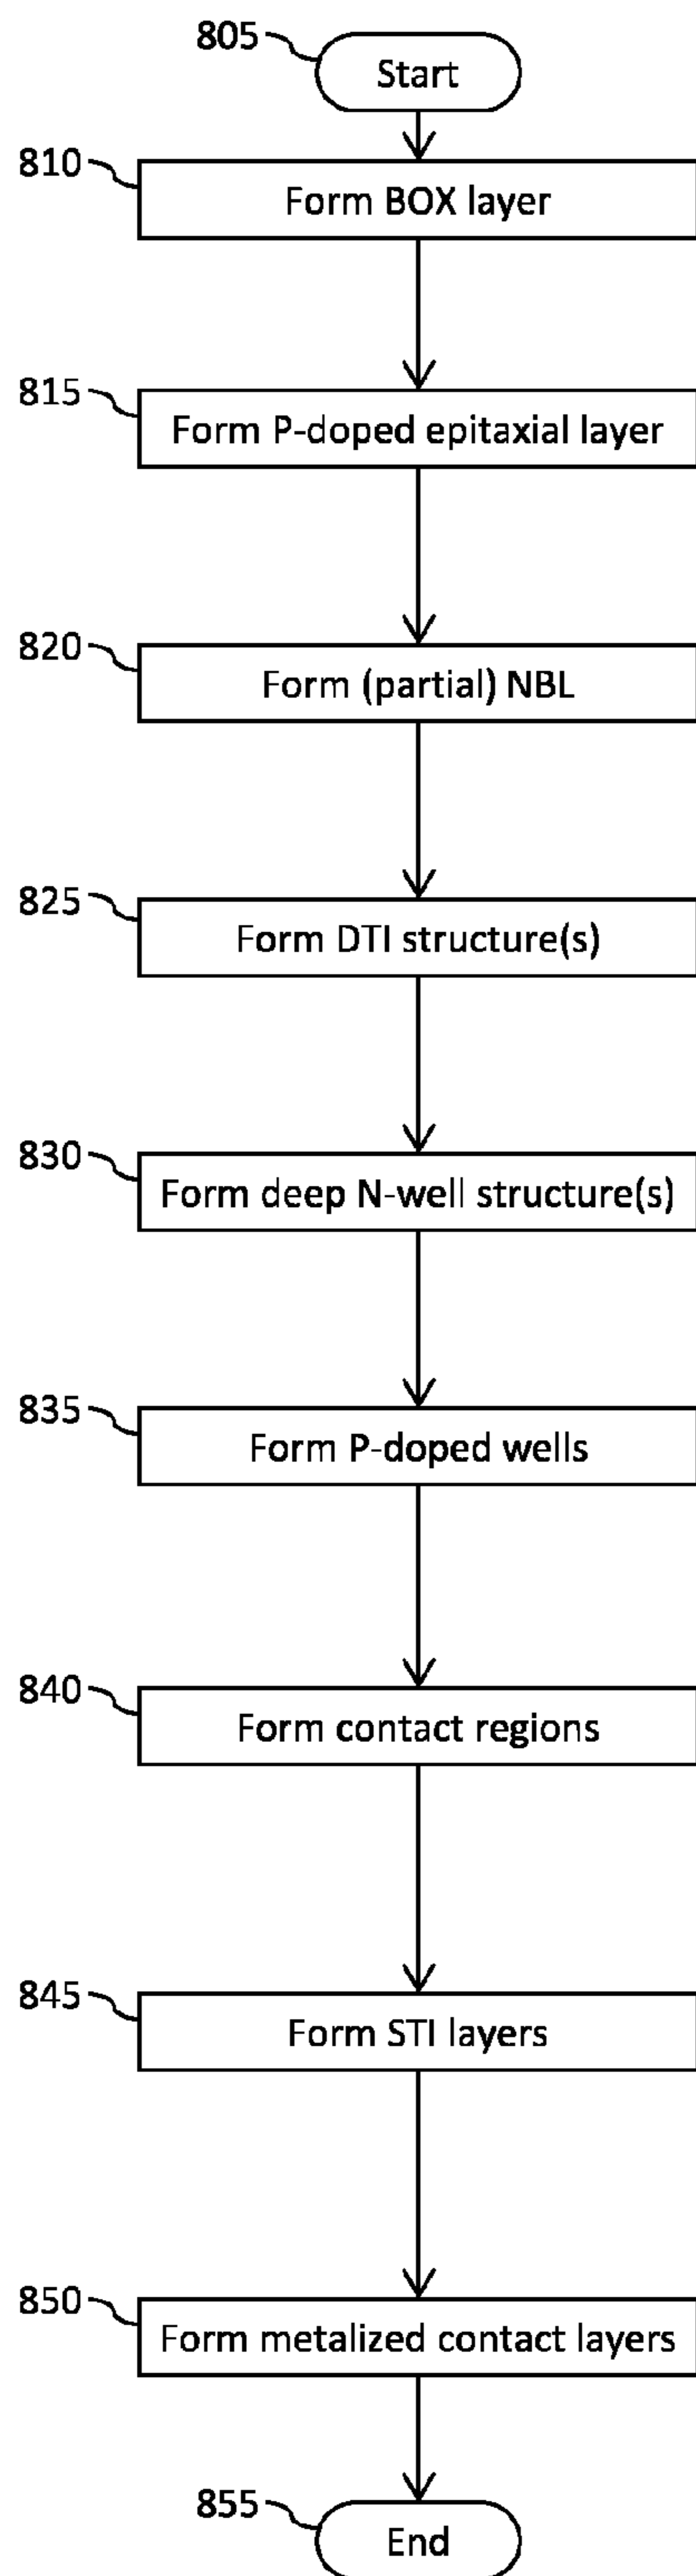 805
Start
810
Form BOX layer
815
Form P-doped epitaxial layer
820
Form (partial) NBL
825
Form DTI structure(s)
830
Form deep N-well structure(s)
835
Form P-doped wells
840
Form contact regions
845
Form STI layers
850
Form metalized contact layers
855
End